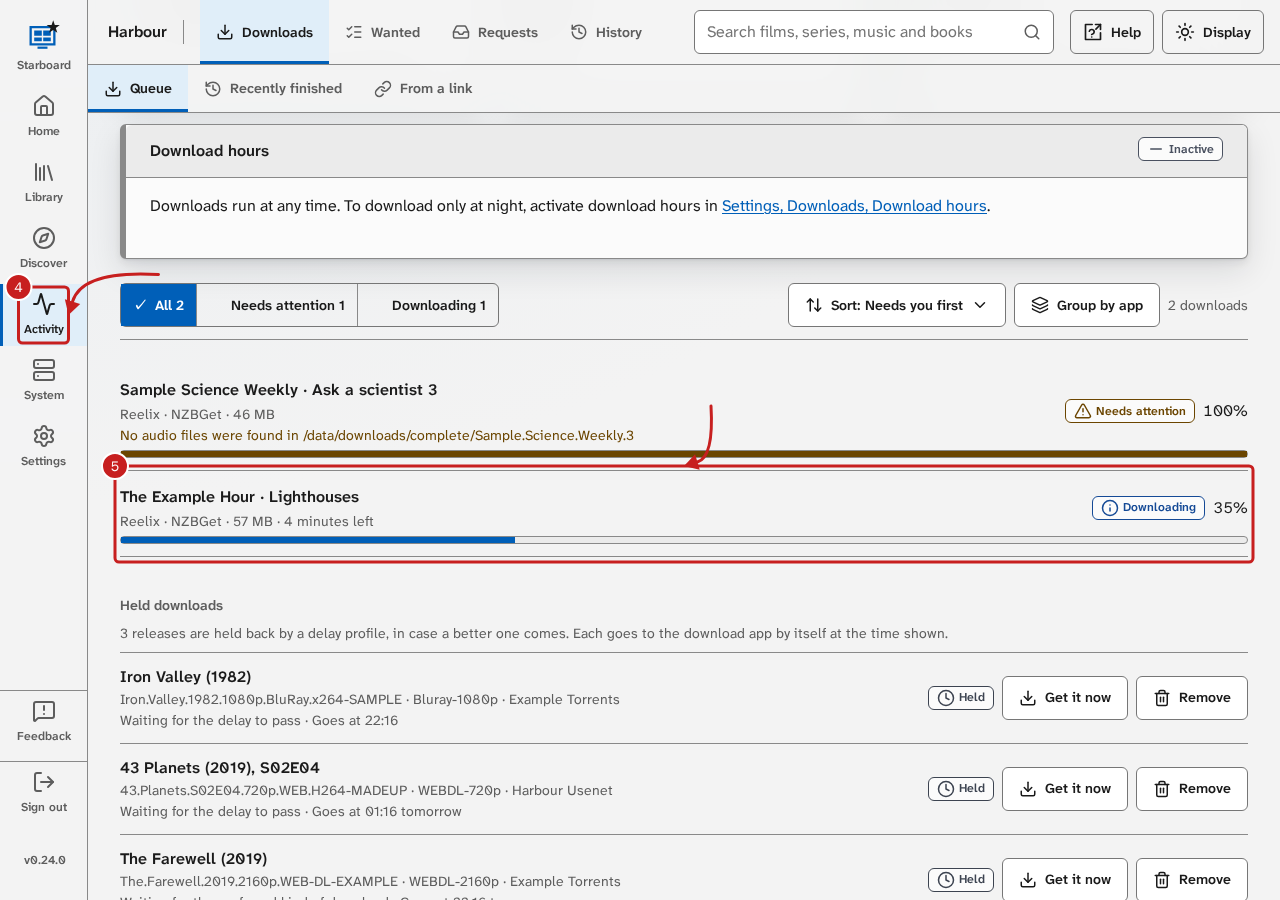 Starboard
Home
Library
Discover
4
Activity
System
Settings
Feedback
Sign out
v0.24.0
Harbour
Downloads
Wanted
Requests
History
Search films, series, music and books
Help
Display
Queue
Recently finished
From a link
Download hours
Inactive
Downloads run at any time. To download only at night, activate download hours in Settings, Downloads, Download hours.
All 2
Needs attention 1
Downloading 1
Sort: Needs you first
Group by app
2 downloads
Sample Science Weekly · Ask a scientist 3
Reelix · NZBGet · 46 MB
No audio files were found in /data/downloads/complete/Sample.Science.Weekly.3
Needs attention
100%
5
The Example Hour · Lighthouses
Reelix · NZBGet · 57 MB · 4 minutes left
Downloading
35%
Held downloads
3 releases are held back by a delay profile, in case a better one comes. Each goes to the download app by itself at the time shown.
Iron Valley (1982)
Iron.Valley.1982.1080p.BluRay.x264-SAMPLE · Bluray-1080p · Example Torrents
Waiting for the delay to pass · Goes at 22:16
Held
Get it now
Remove
43 Planets (2019), S02E04
43.Planets.S02E04.720p.WEB.H264-MADEUP · WEBDL-720p · Harbour Usenet
Waiting for the delay to pass · Goes at 01:16 tomorrow
Held
Get it now
Remove
The Farewell (2019)
The.Farewell.2019.2160p.WEB-DL-EXAMPLE · WEBDL-2160p · Example Torrents
Held
Get it now
Remove